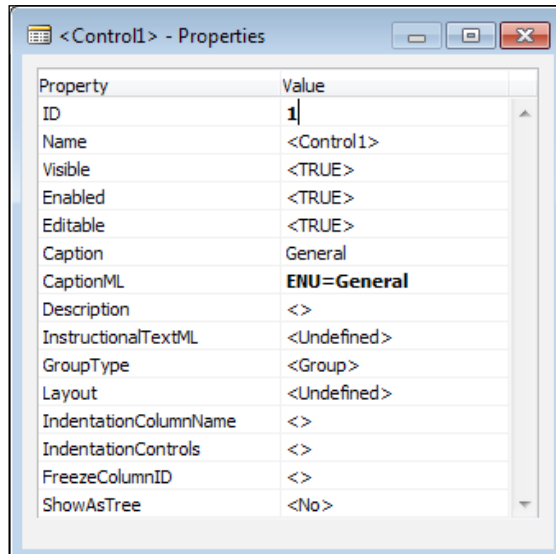 <Control1> - Properties
Property Value
ID 1
Name <Control1>
Visible <TRUE>
Enabled <TRUE>
Editable <TRUE>
Caption General
CaptionML ENU=General
Description <>
InstructionalTextML <Undefined>
GroupType <Group>
Layout <Undefined>
IndentationColumnName <>
IndentationControls <>
FreezeColumnID <>
ShowAsTree <No>